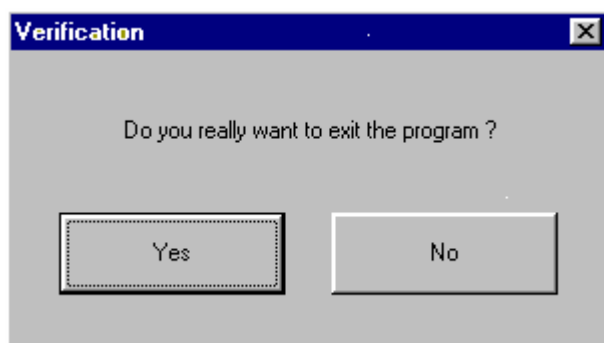 Verification
Do you really want to exit the program ?
Yes
No